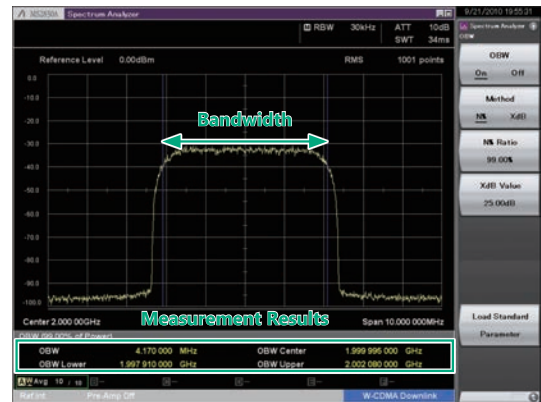 MS2850A Spectrum Analyzer
9/21/2010 19:55:31
Spectrum Analyzer
OBW
RBW 30kHz ATT 10dB
SWT 34ms
Reference Level 0.00dBm RMS 1001 points
OBW
On Off
Method
N% XdB
N% Ratio
99.00%
XdB Value
25.00dB
Load Standard
Parameter
0.0
-10.0
-20.0
-30.0
-40.0
-50.0
-60.0
-70.0
-80.0
-90.0
-100.0
Bandwidth
Measurement Results
Center 2.000 00GHz Span 10.000 000MHz
OBW (99.00% of Power)
OBW 4.170 000 MHz OBW Center 1.999 995 000 GHz
OBW Lower 1.997 910 000 GHz OBW Upper 2.002 080 000 GHz
AW Avg 10 / 10
Ref.Int Pre-Amp Off W-CDMA Downlink